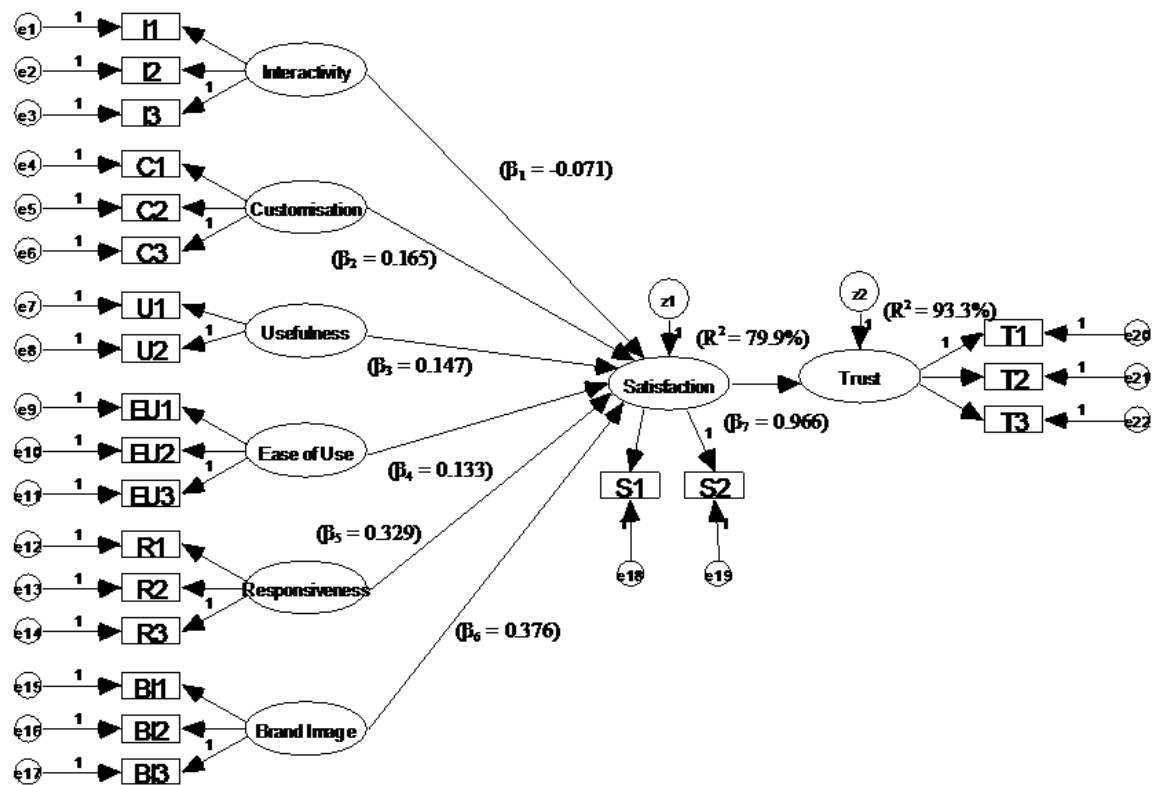 e1 1 I1
e2 1 I2
e3 1 I3
1
Interactivity
(β₁ = -0.071)
e4 1 C1
e5 1 C2
e6 1 C3
1
Customisation
(β₂ = 0.165)
e7 1 U1
e8 1 U2
1
Usefulness
(β₃ = 0.147)
e9 1 EU1
e10 1 EU2
e11 1 EU3
1
Ease of Use
(β₄ = 0.133)
e12 1 R1
e13 1 R2
e14 1 R3
1
Responsiveness
(β₅ = 0.329)
e15 1 BI1
e16 1 BI2
e17 1 BI3
1
Brand Image
(β₆ = 0.376)
z1
1
(R² = 79.9%)
Satisfaction
(β₇ = 0.966)
1
S1 S2
1 1
e18 e19
z2
1
(R² = 93.3%)
Trust
1
T1 1 e20
T2 1 e21
T3 1 e22